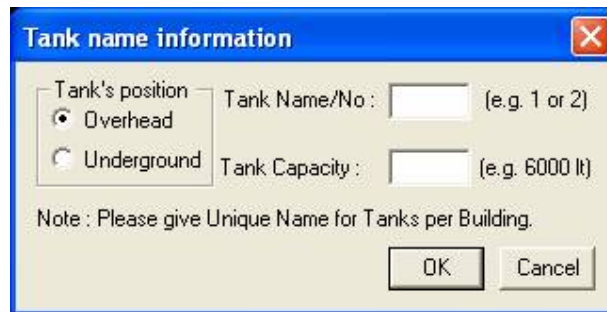 Tank name information
Tank's position
Overhead
Underground
Tank Name/No : (e.g. 1 or 2)
Tank Capacity : (e.g. 6000 lt)
Note : Please give Unique Name for Tanks per Building.
OK Cancel